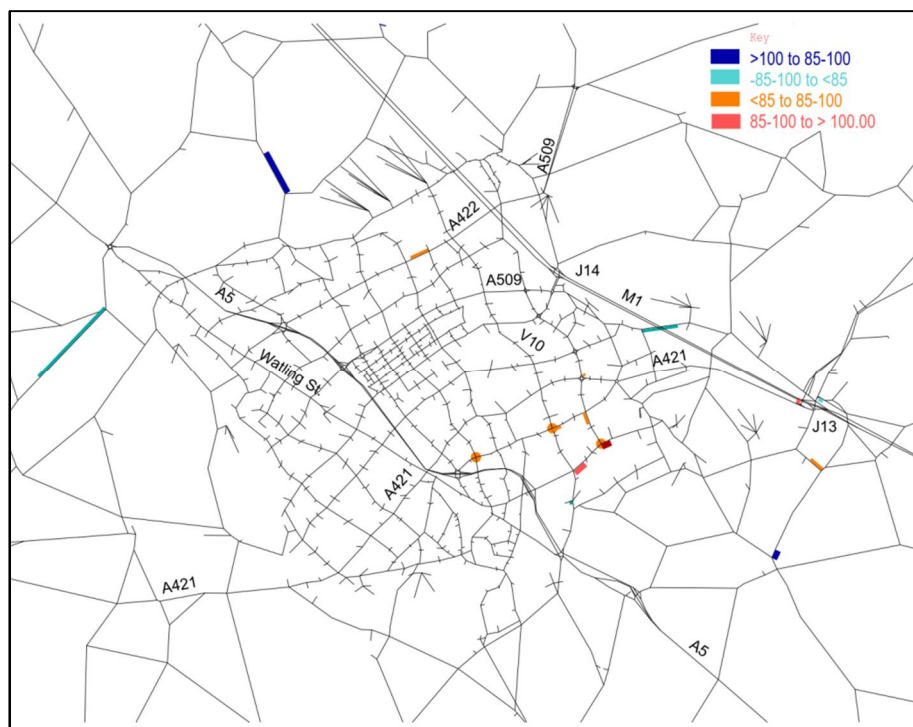 Key
>100 to 85-100
-85-100 to <85
<85 to 85-100
85-100 to > 100.00
A509
A422
J14
A509
M1
A5
V10
A421
Watling St.
J13
A421
A421
A5